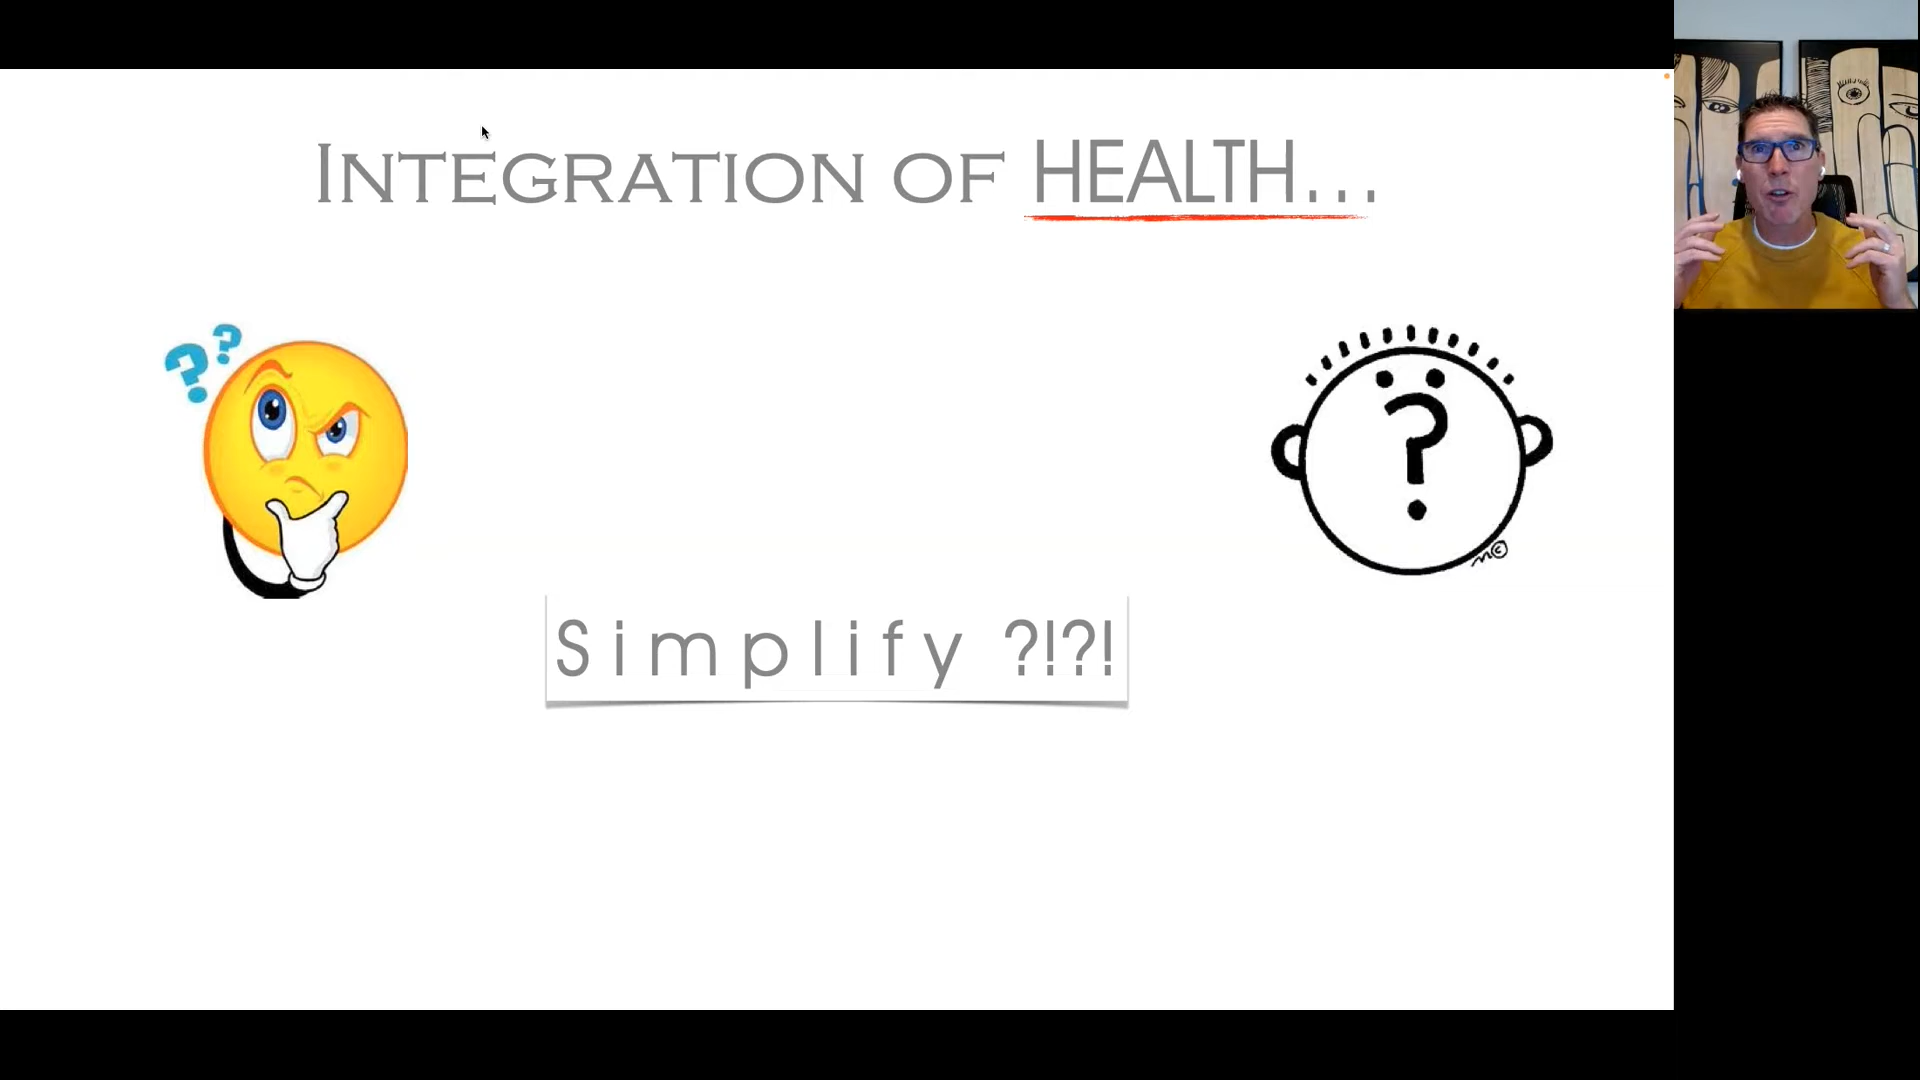 INTEGRATION OF HEALTH...
? ?
?
Simplify ?!?!